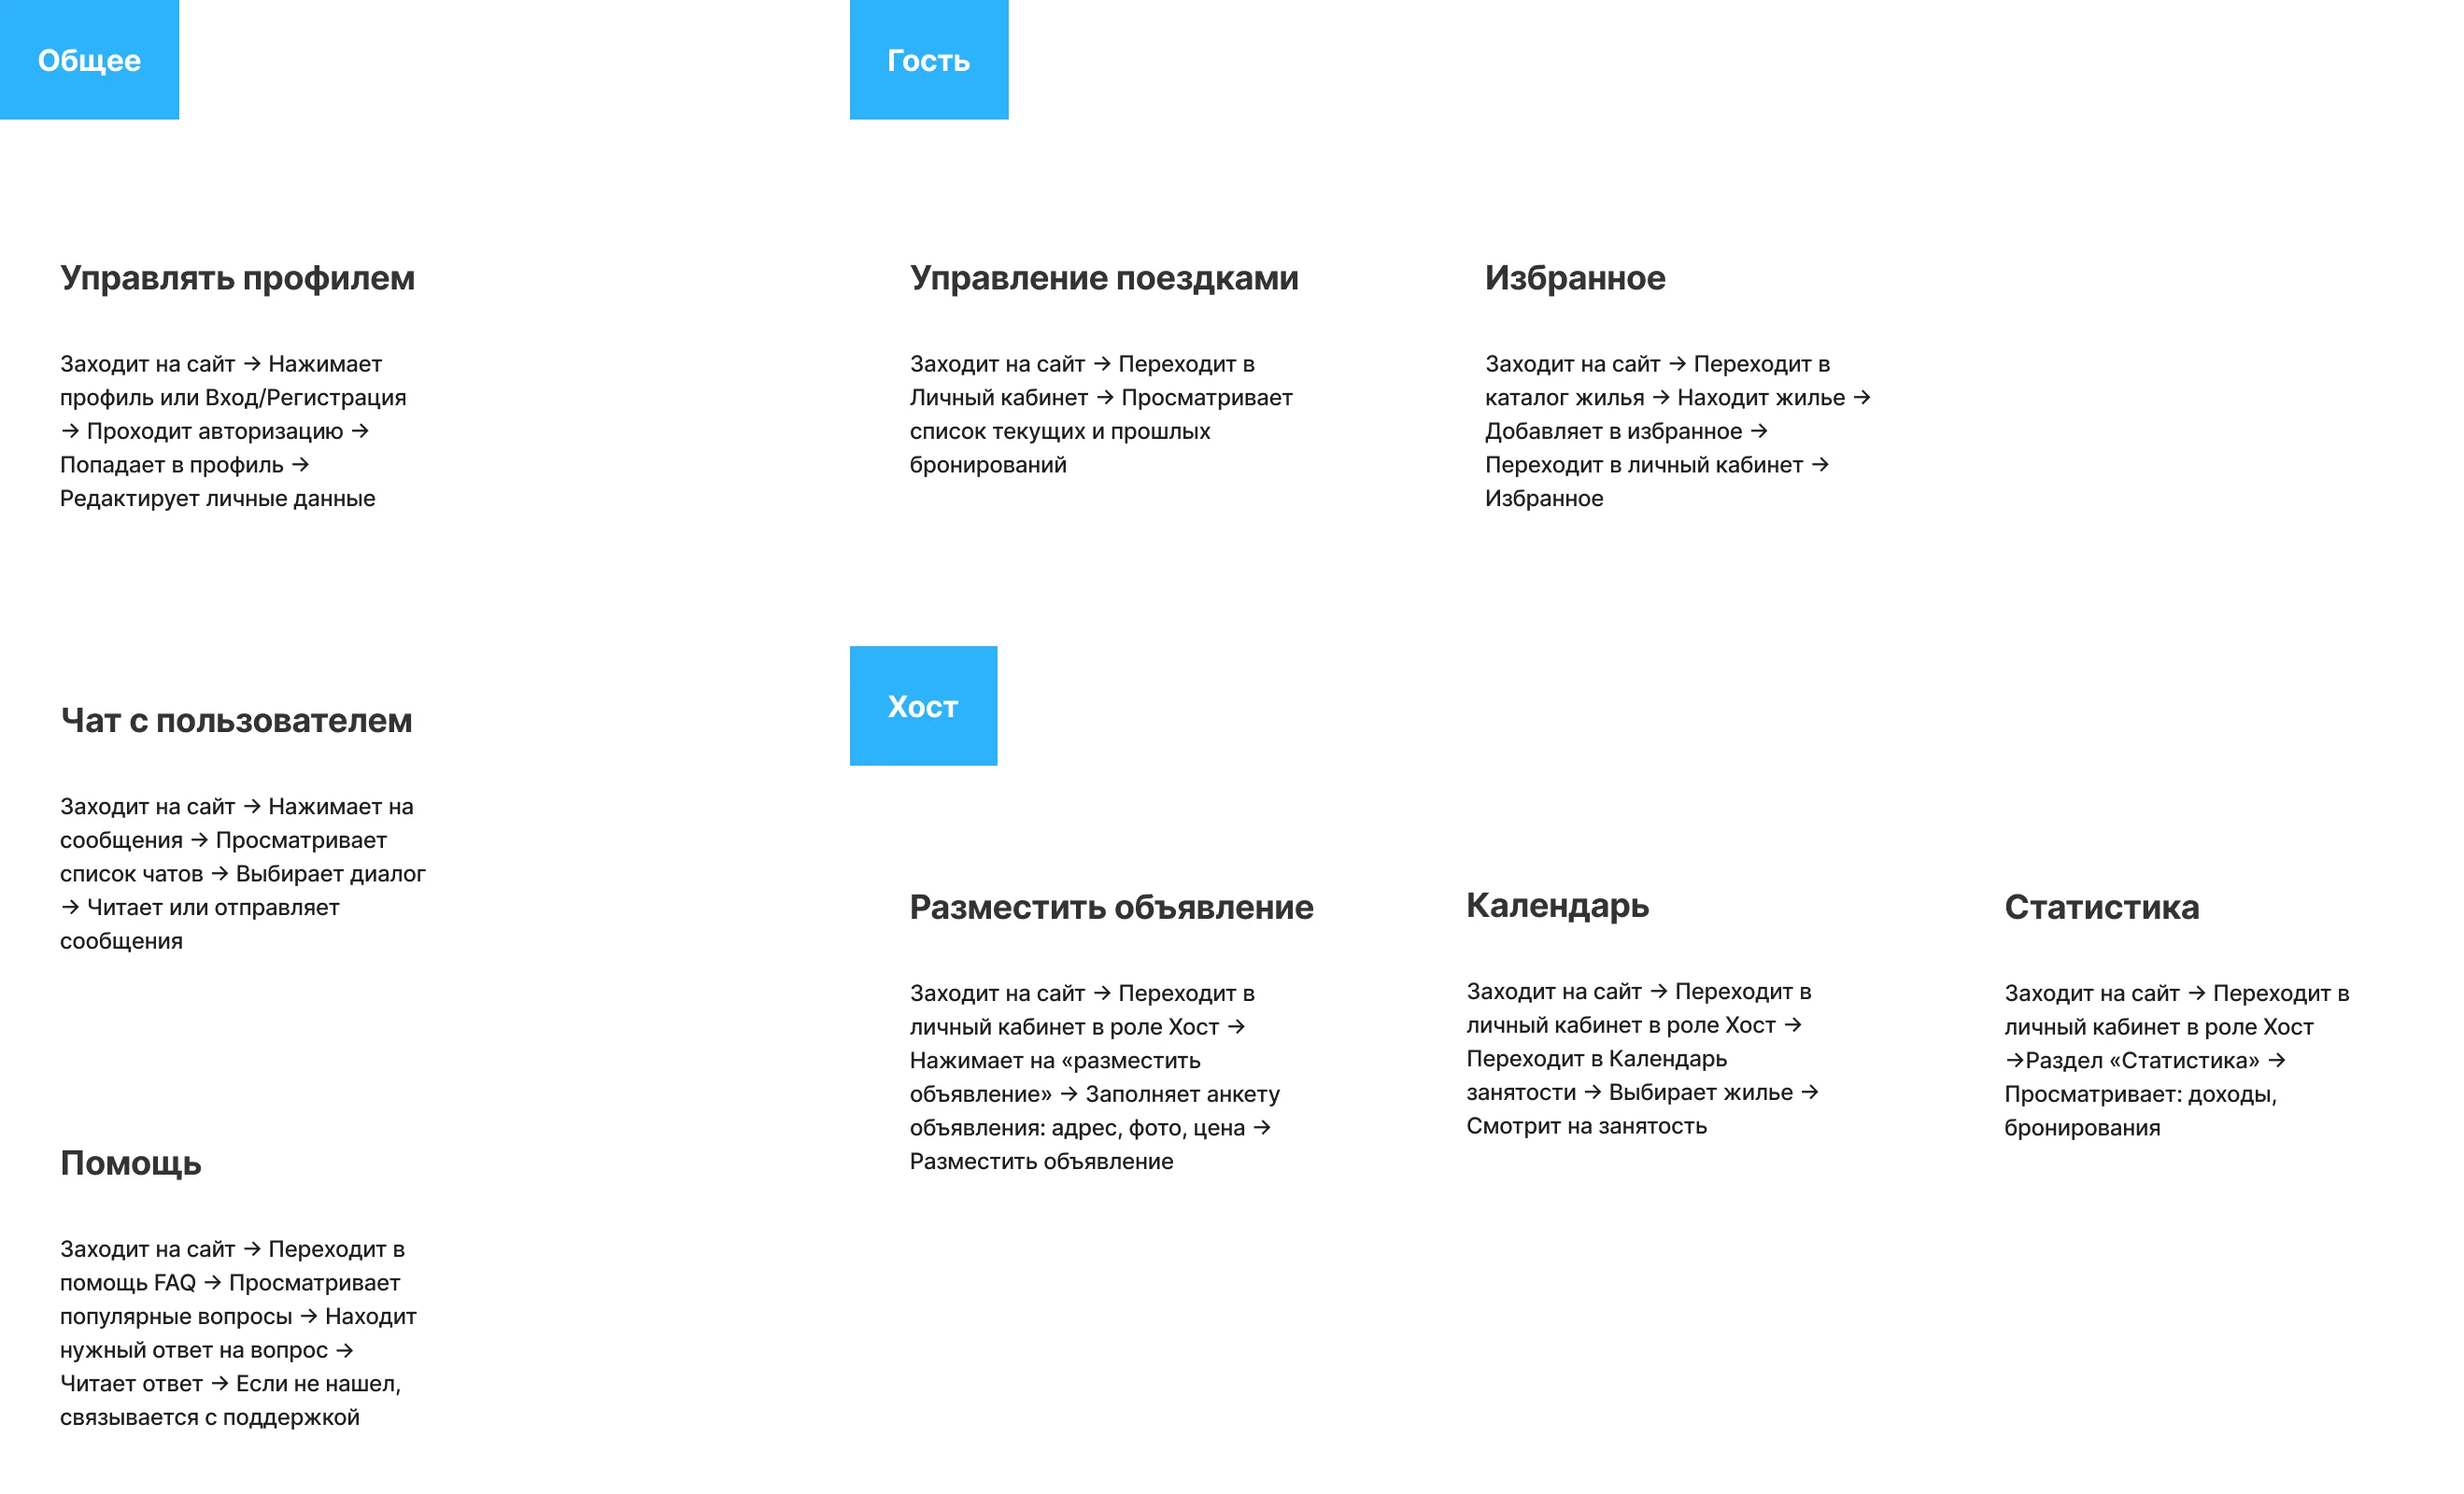 Общее
Управлять профилем
Заходит на сайт → Нажимает
профиль или Вход/Регистрация
→ Проходит авторизацию →
Попадает в профиль →
Редактирует личные данные
Чат с пользователем
Заходит на сайт → Нажимает на
сообщения → Просматривает
список чатов → Выбирает диалог
→ Читает или отправляет
сообщения
Помощь
Заходит на сайт → Переходит в
помощь FAQ → Просматривает
популярные вопросы → Находит
нужный ответ на вопрос →
Читает ответ → Если не нашел,
связывается с поддержкой
Гость
Управление поездками
Заходит на сайт → Переходит в
Личный кабинет → Просматривает
список текущих и прошлых
бронирований
Избранное
Заходит на сайт → Переходит в
каталог жилья → Находит жилье →
Добавляет в избранное →
Переходит в личный кабинет →
Избранное
Хост
Разместить объявление
Заходит на сайт → Переходит в
личный кабинет в роле Хост →
Нажимает на «разместить
объявление» → Заполняет анкету
объявления: адрес, фото, цена →
Разместить объявление
Календарь
Заходит на сайт → Переходит в
личный кабинет в роле Хост →
Переходит в Календарь
занятости → Выбирает жилье →
Смотрит на занятость
Статистика
Заходит на сайт → Переходит в
личный кабинет в роле Хост
→Раздел «Статистика» →
Просматривает: доходы,
бронирования